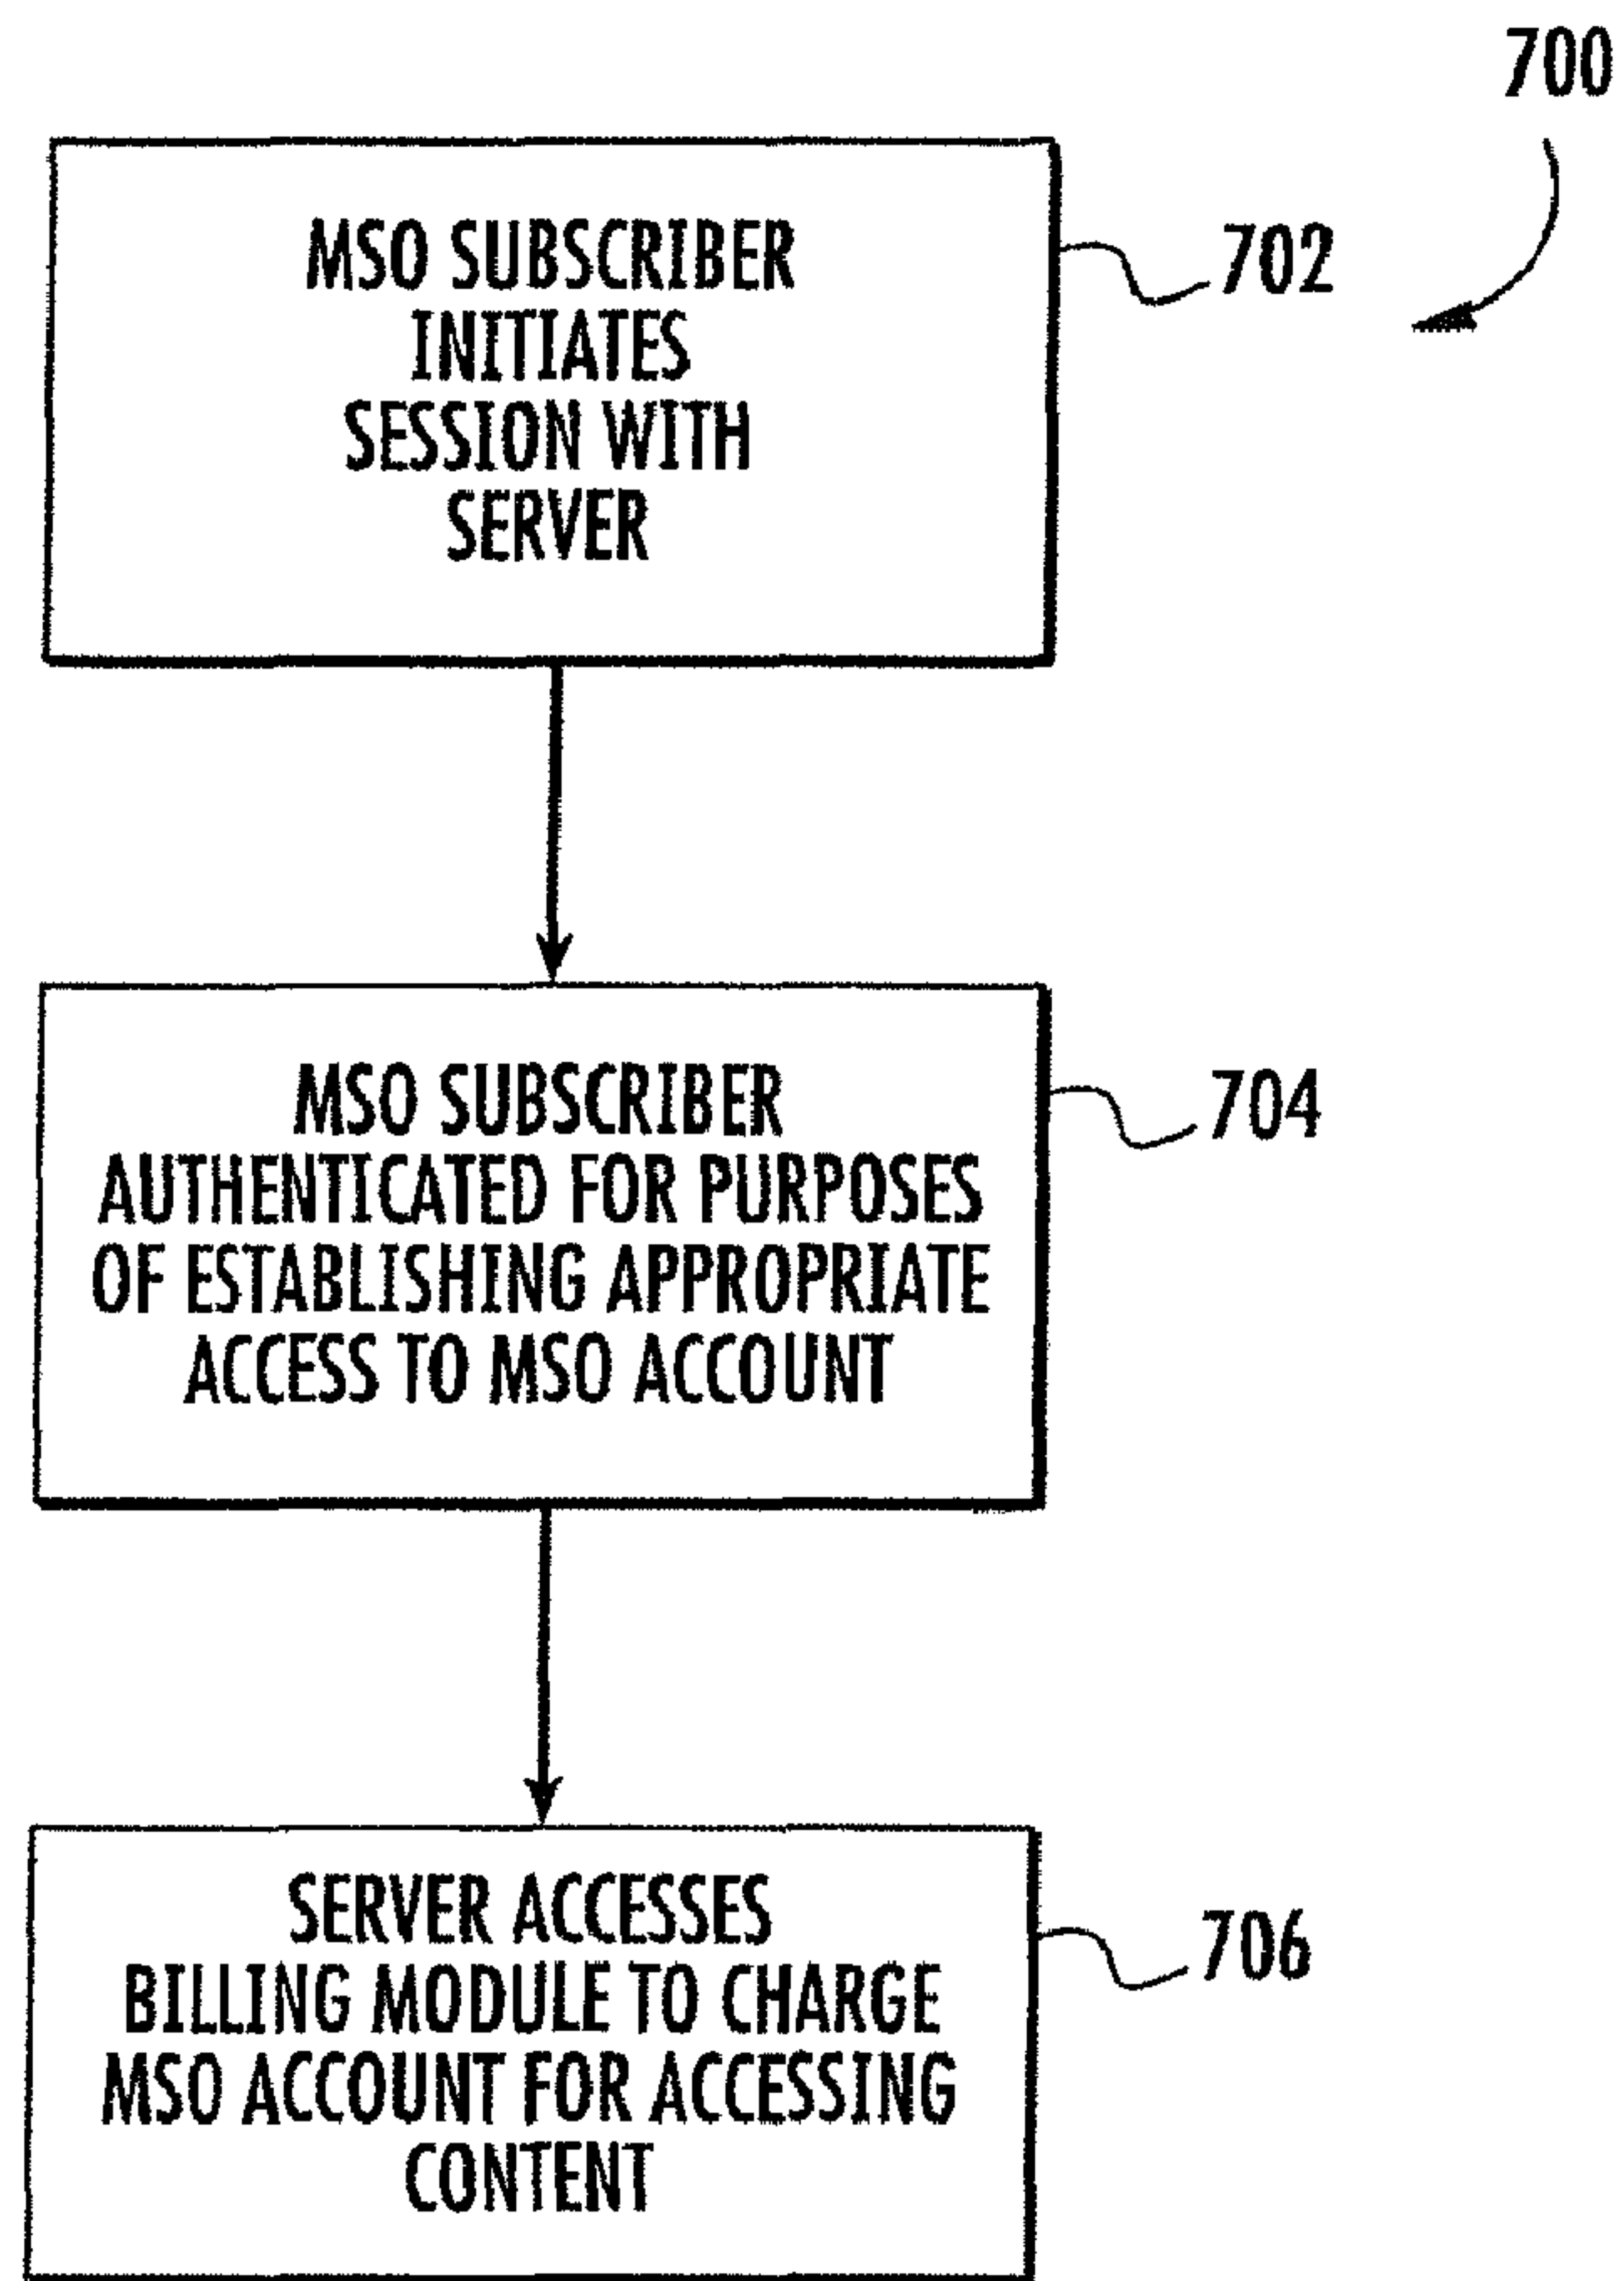 700
MSO SUBSCRIBER
INITIATES
SESSION WITH
SERVER
702
MSO SUBSCRIBER
AUTHENTICATED FOR PURPOSES
OF ESTABLISHING APPROPRIATE
ACCESS TO MSO ACCOUNT
704
SERVER ACCESSES
BILLING MODULE TO CHARGE
MSO ACCOUNT FOR ACCESSING
CONTENT
706